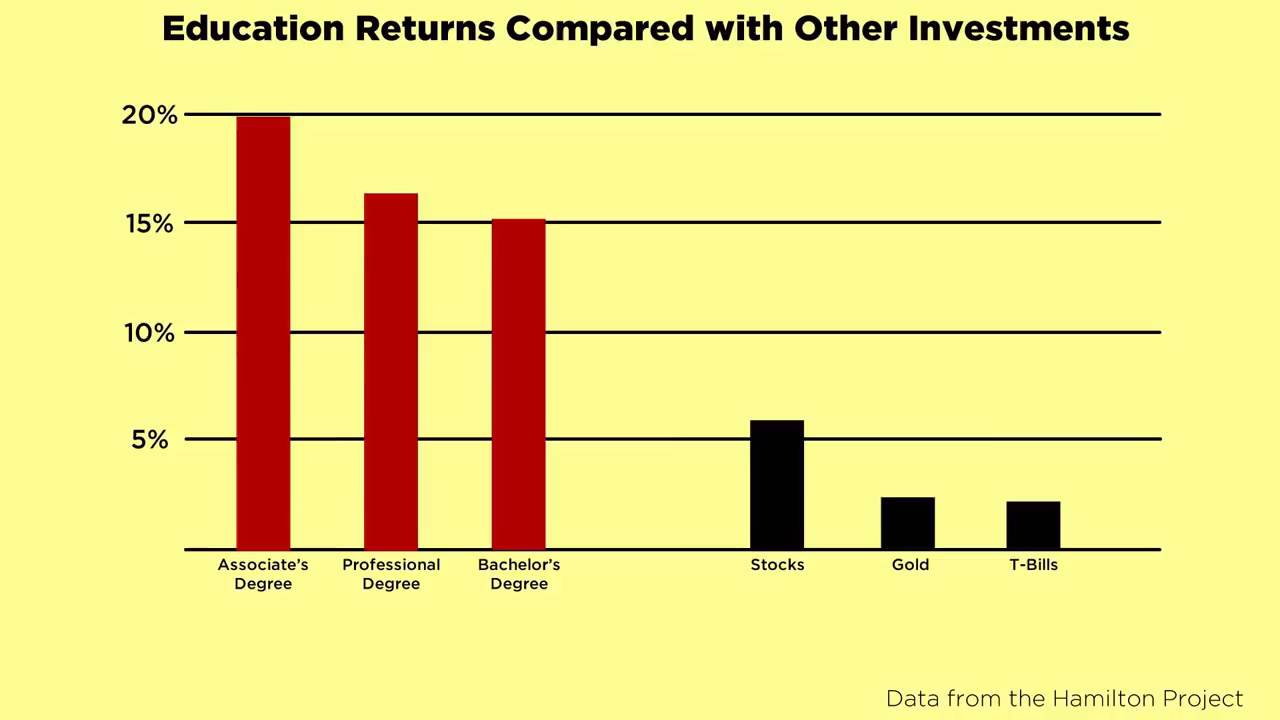 Education Returns Compared with Other Investments
20%
15%
10%
5%
Associate’s
Degree
Professional
Degree
Bachelor’s
Degree
Stocks
Gold
T-Bills
Data from the Hamilton Project